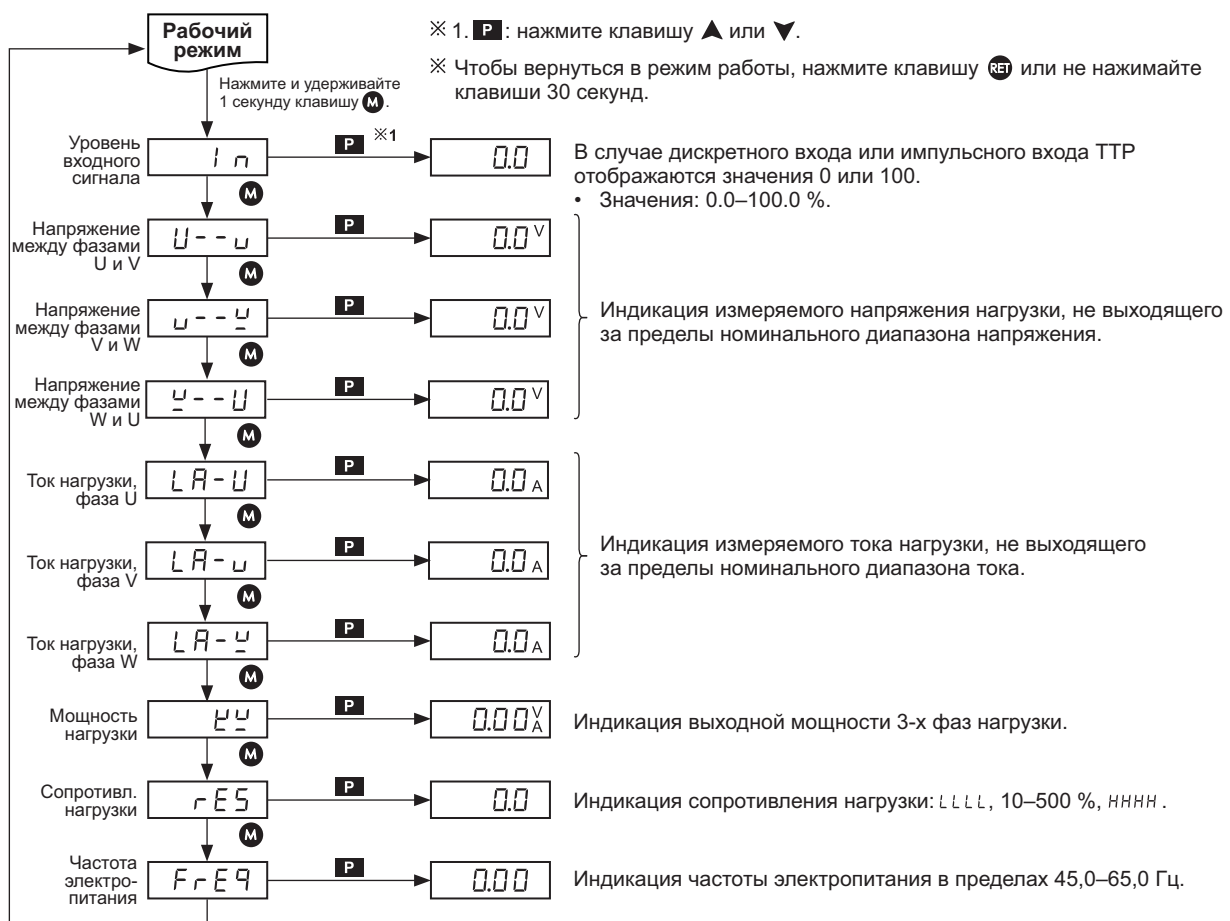 Рабочий
режим
※ 1. P : нажмите клавишу ▲ или ▼.
※ Чтобы вернуться в режим работы, нажмите клавишу RET или не нажимайте
клавиши 30 секунд.
Нажмите и удерживайте
1 секунду клавишу M.
Уровень
входного
сигнала
In
P ※1
0.0
В случае дискретного входа или импульсного входа ТТР
отображаются значения 0 или 100.
• Значения: 0.0–100.0 %.
M
Напряжение
между фазами
U и V
U--u
P
0.0 V
M
Напряжение
между фазами
V и W
u--y
P
0.0 V
Индикация измеряемого напряжения нагрузки, не выходящего
за пределы номинального диапазона напряжения.
M
Напряжение
между фазами
W и U
y--U
P
0.0 V
M
Ток нагрузки,
фаза U
LA-U
P
0.0 A
M
Ток нагрузки,
фаза V
LA-u
P
0.0 A
Индикация измеряемого тока нагрузки, не выходящего
за пределы номинального диапазона тока.
M
Ток нагрузки,
фаза W
LA-y
P
0.0 A
M
Мощность
нагрузки
ty
P
0.00 V A
Индикация выходной мощности 3-х фаз нагрузки.
M
Сопротивл.
нагрузки
rES
P
0.0
Индикация сопротивления нагрузки: LLLL, 10–500 %, HHHH.
M
Частота
электро-
питания
FrEq
P
0.00
Индикация частоты электропитания в пределах 45,0–65,0 Гц.